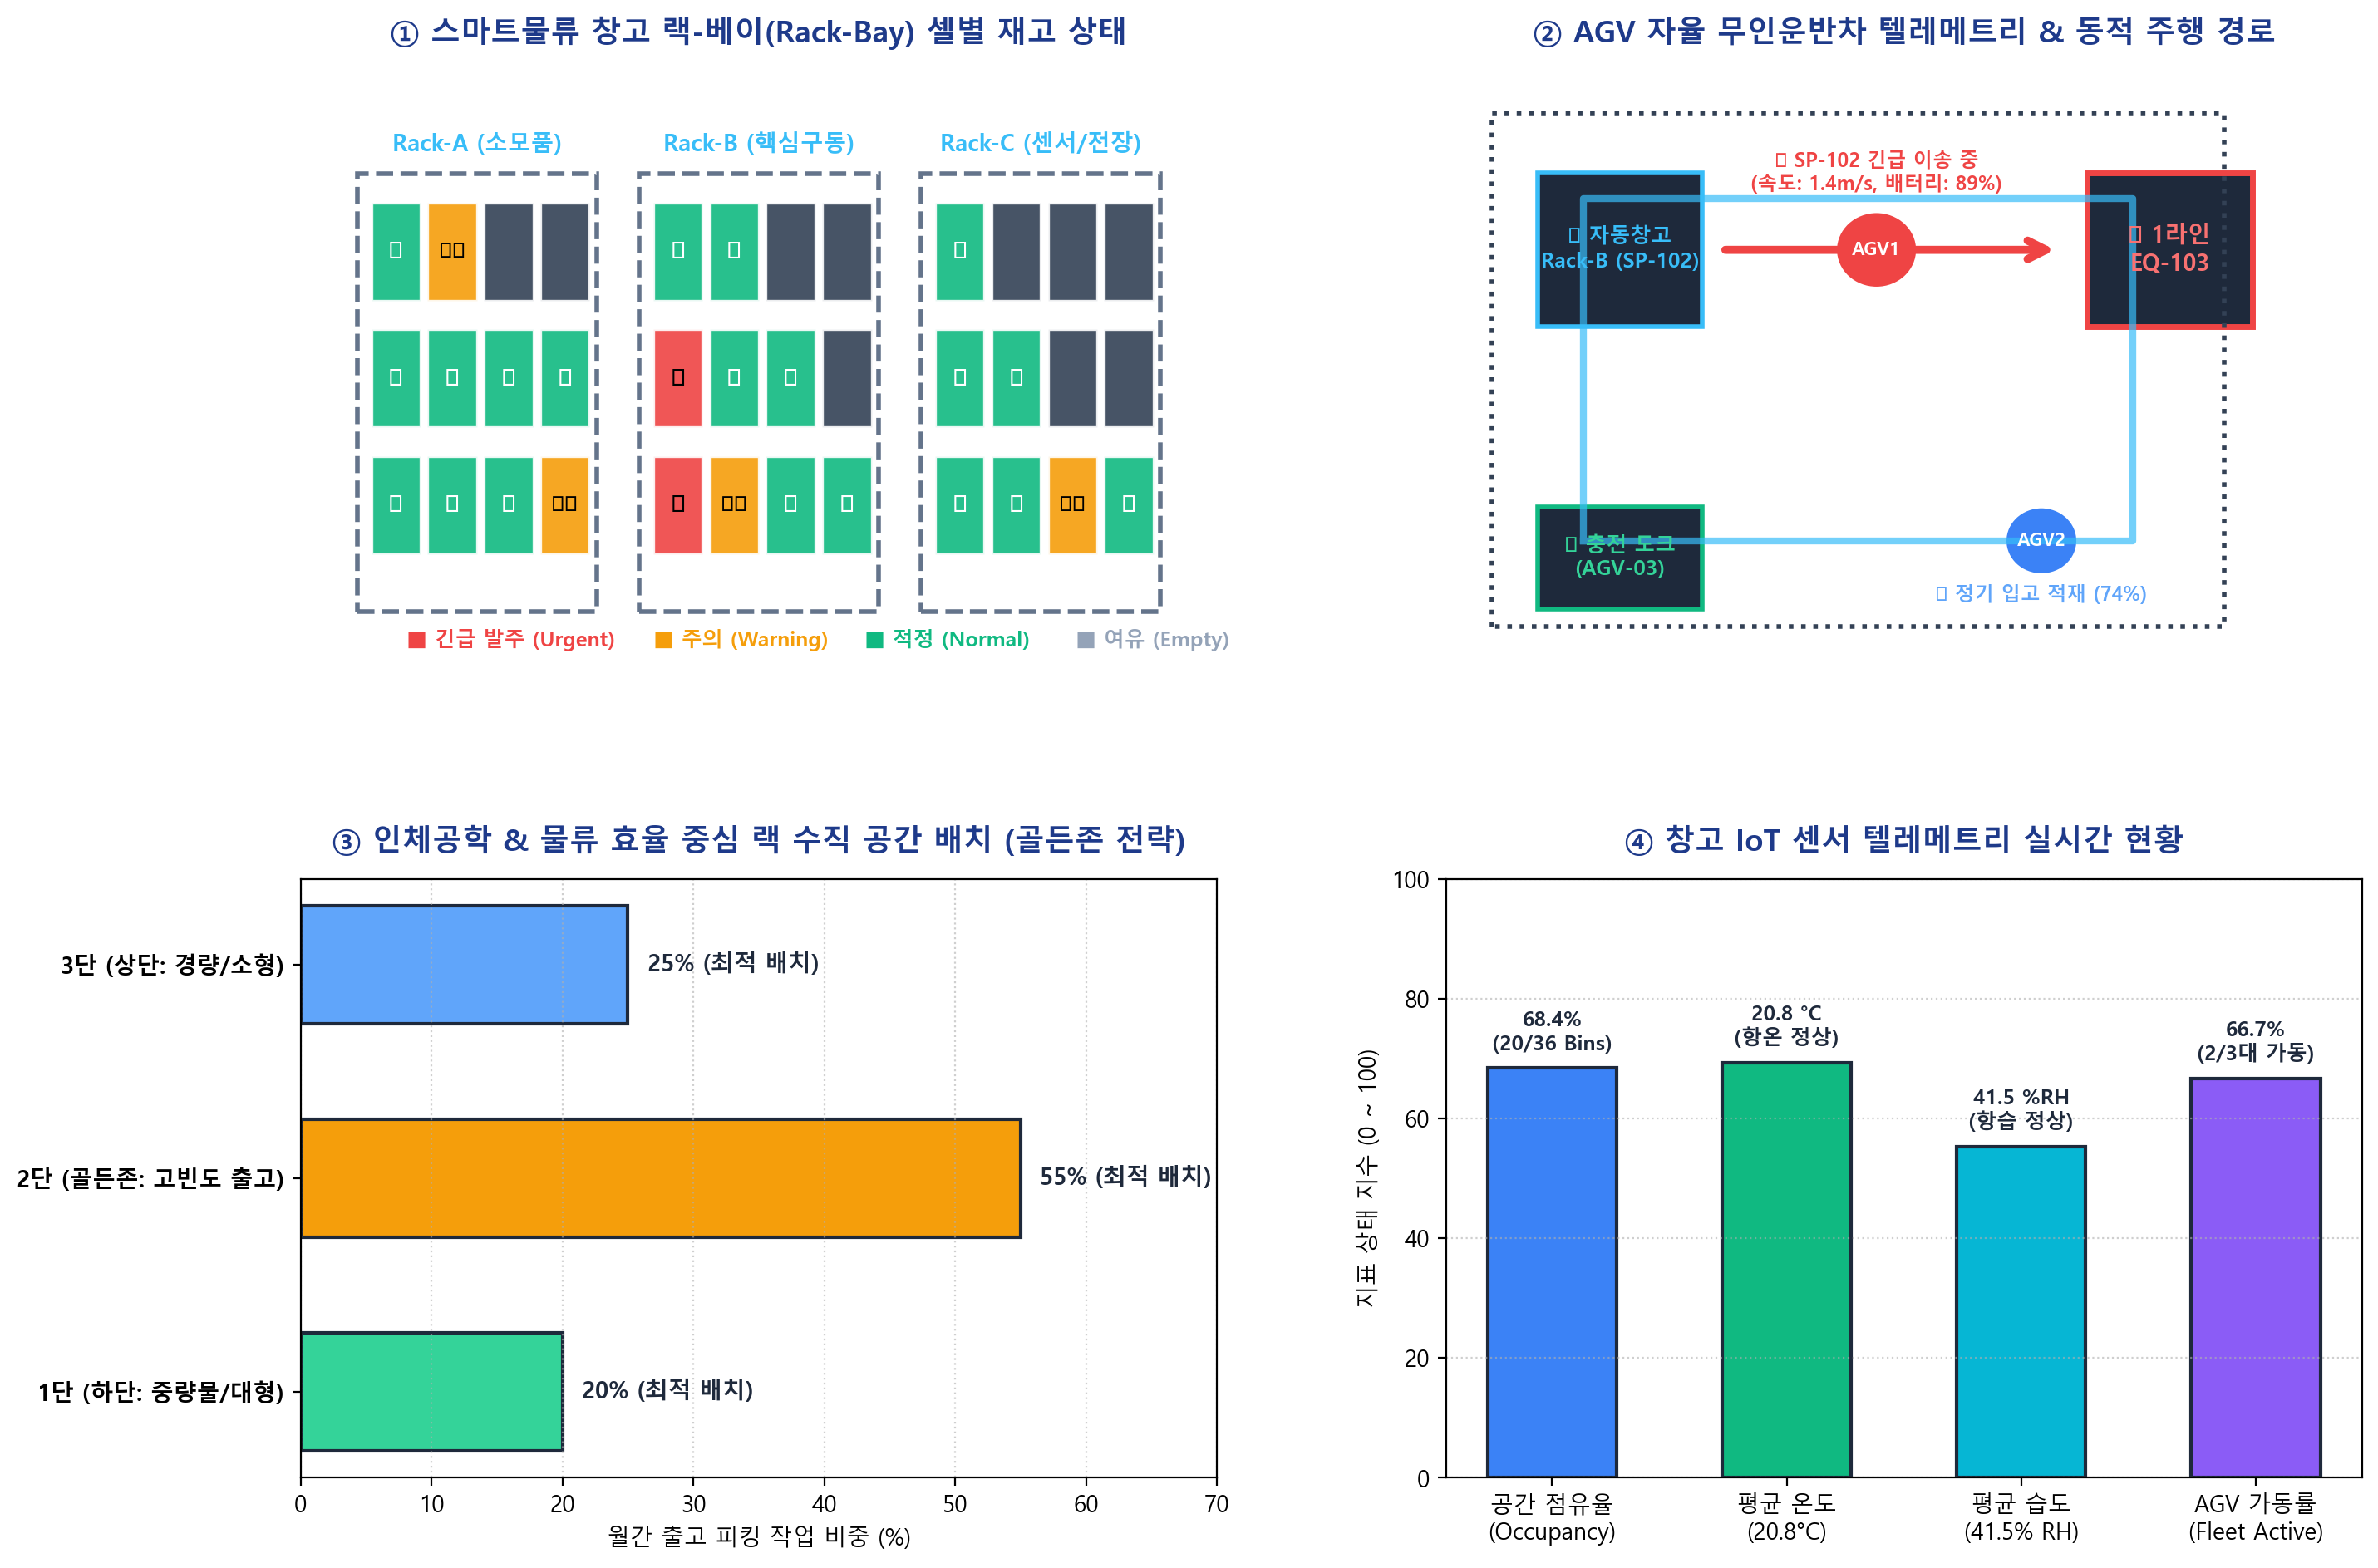 ① 스마트물류 창고 랙-베이(Rack-Bay) 셀별 재고 상태
Rack-A (소모품)
Rack-B (핵심구동)
Rack-C (센서/전장)
■ 긴급 발주 (Urgent)
■ 주의 (Warning)
■ 적정 (Normal)
■ 여유 (Empty)
② AGV 자율 무인운반차 텔레메트리 & 동적 주행 경로
SP-102 긴급 이송 중
(속도: 1.4m/s, 배터리: 89%)
자동창고
Rack-B (SP-102)
AGV1
1라인
EQ-103
충전 도크
(AGV-03)
AGV2
정기 입고 적재 (74%)
③ 인체공학 & 물류 효율 중심 랙 수직 공간 배치 (골든존 전략)
3단 (상단: 경량/소형)
25% (최적 배치)
2단 (골든존: 고빈도 출고)
55% (최적 배치)
1단 (하단: 중량물/대형)
20% (최적 배치)
0 10 20 30 40 50 60 70
월간 출고 피킹 작업 비중 (%)
④ 창고 IoT 센서 텔레메트리 실시간 현황
지표 상태 지수 (0 ~ 100)
100
80
60
40
20
0
68.4%
(20/36 Bins)
20.8 °C
(항온 정상)
41.5 %RH
(항습 정상)
66.7%
(2/3대 가동)
공간 점유율
(Occupancy)
평균 온도
(20.8°C)
평균 습도
(41.5% RH)
AGV 가동률
(Fleet Active)